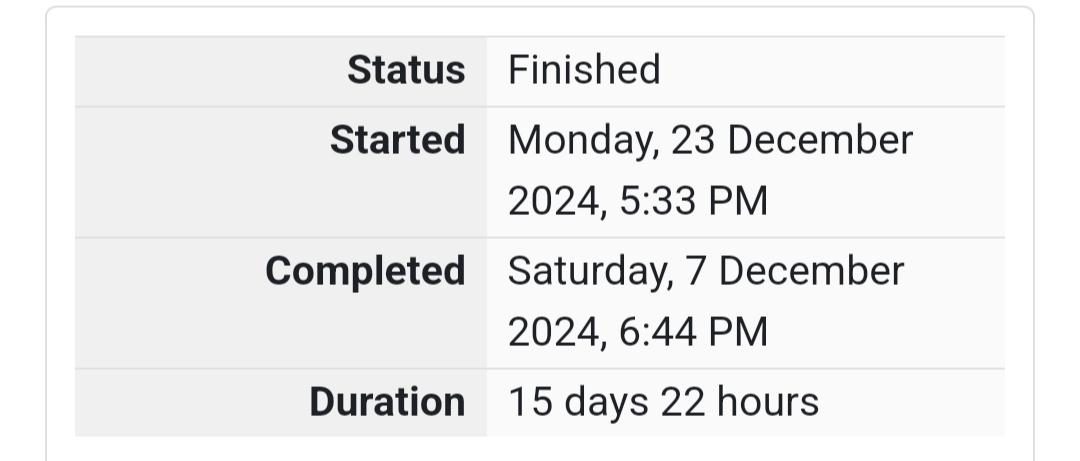 Status Finished
Started Monday, 23 December
2024, 5:33 PM
Completed Saturday, 7 December
2024, 6:44 PM
Duration 15 days 22 hours